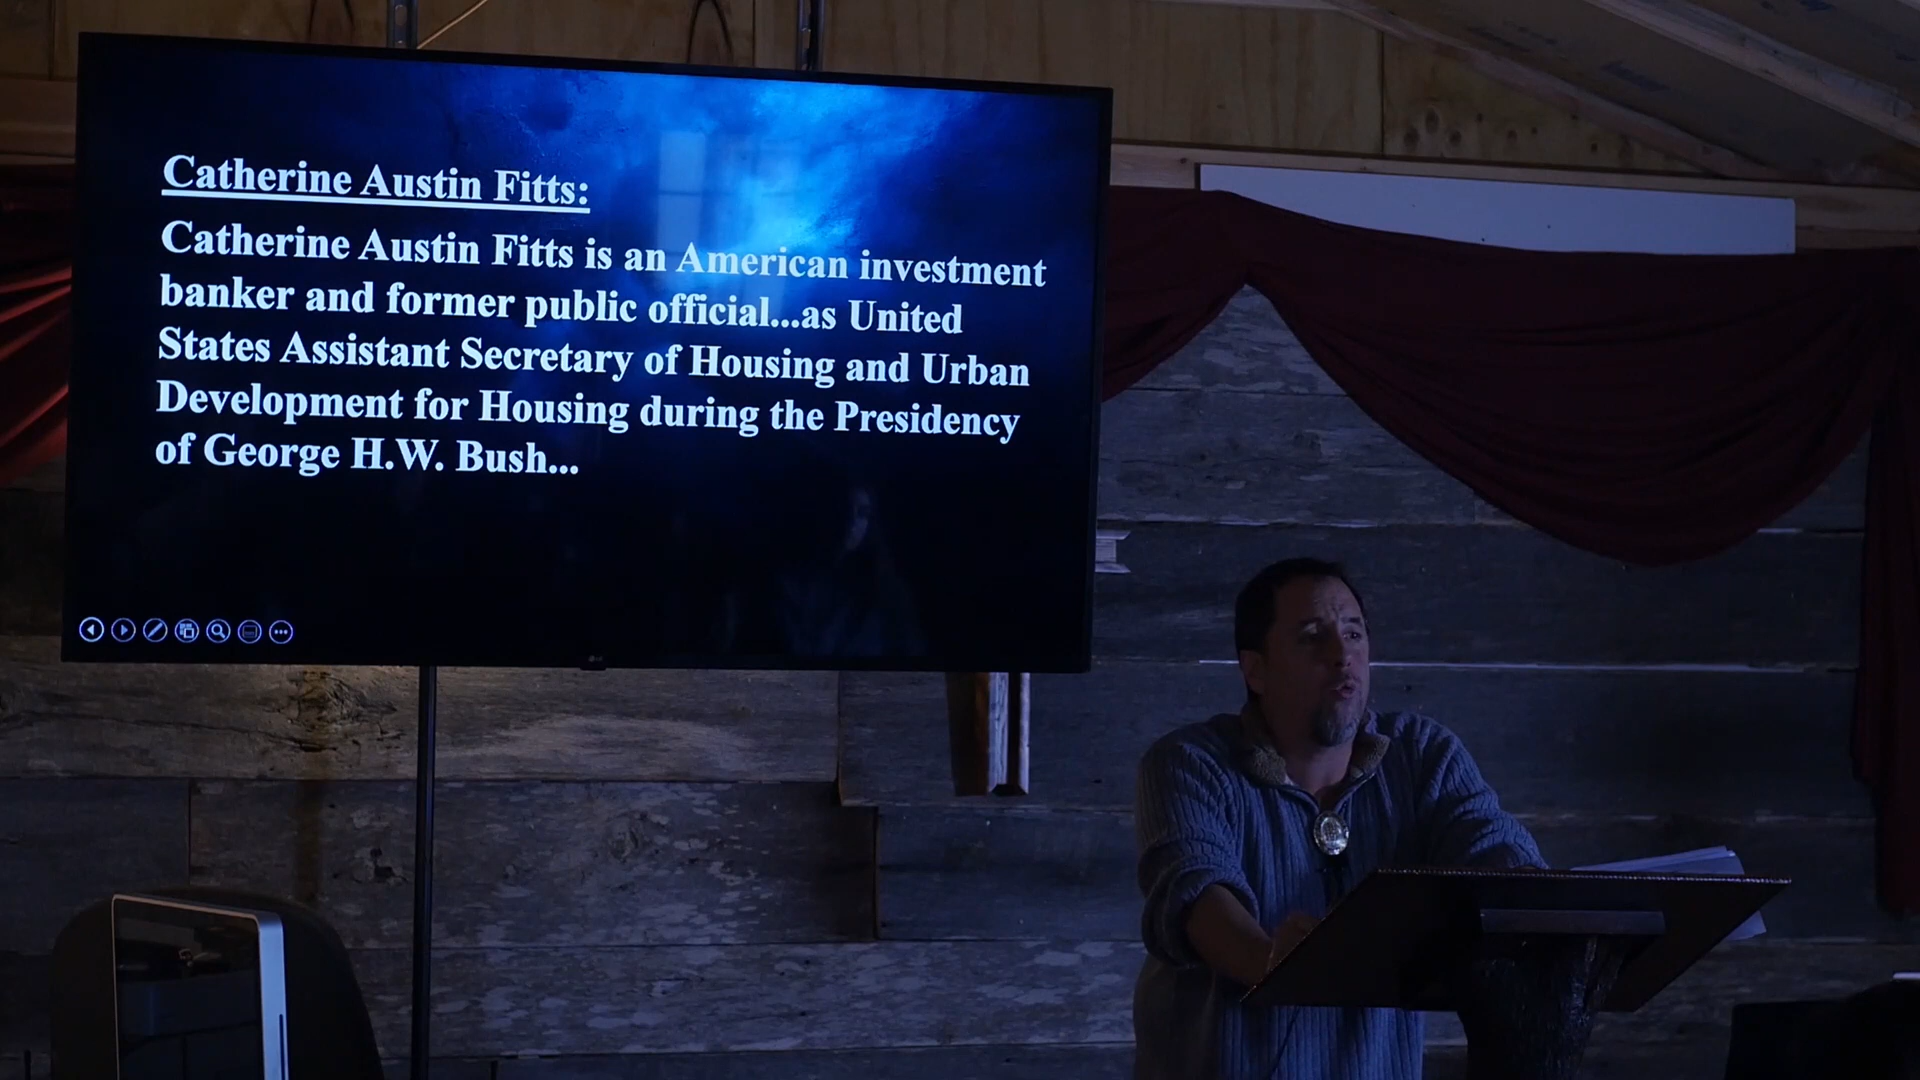 Catherine Austin Fitts:
Catherine Austin Fitts is an American investment
banker and former public official...as United
States Assistant Secretary of Housing and Urban
Development for Housing during the Presidency
of George H.W. Bush...